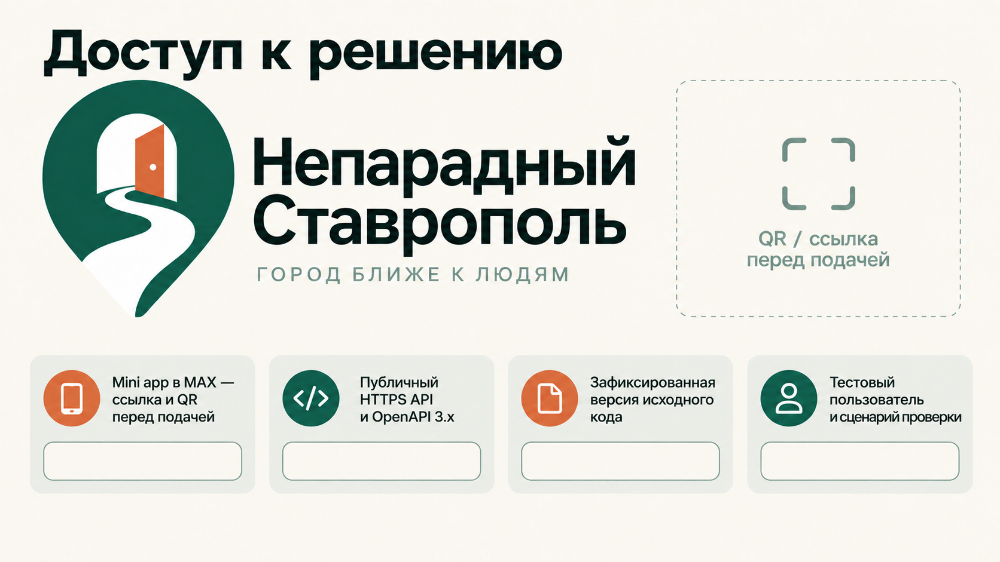 Доступ к решению
Непарадный
Ставрополь
ГОРОД БЛИЖЕ К ЛЮДЯМ
QR / ссылка
перед подачей
Mini app в MAX —
ссылка и QR
перед подачей
Публичный
HTTPS API
и OpenAPI 3.x
Зафиксированная
версия исходного
кода
Тестовый
пользователь
и сценарий проверки